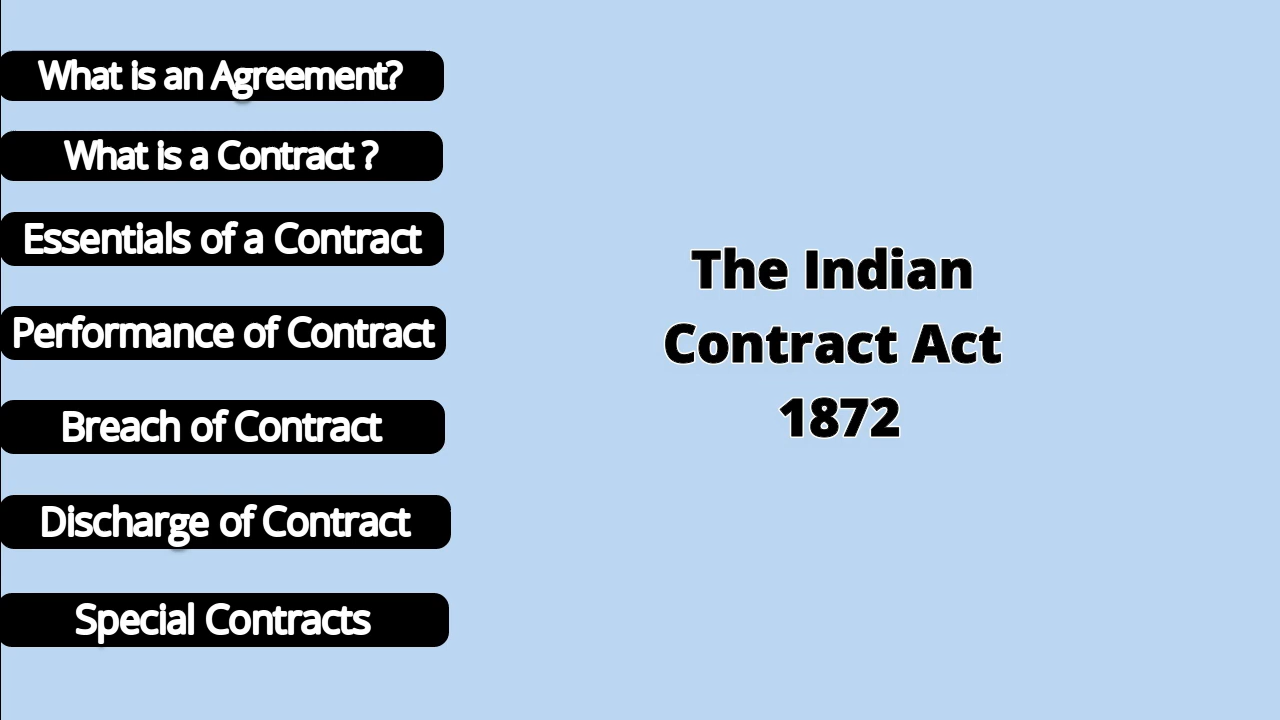 What is an Agreement?
What is a Contract ?
Essentials of a Contract
Performance of Contract
Breach of Contract
Discharge of Contract
Special Contracts
The Indian
Contract Act
1872